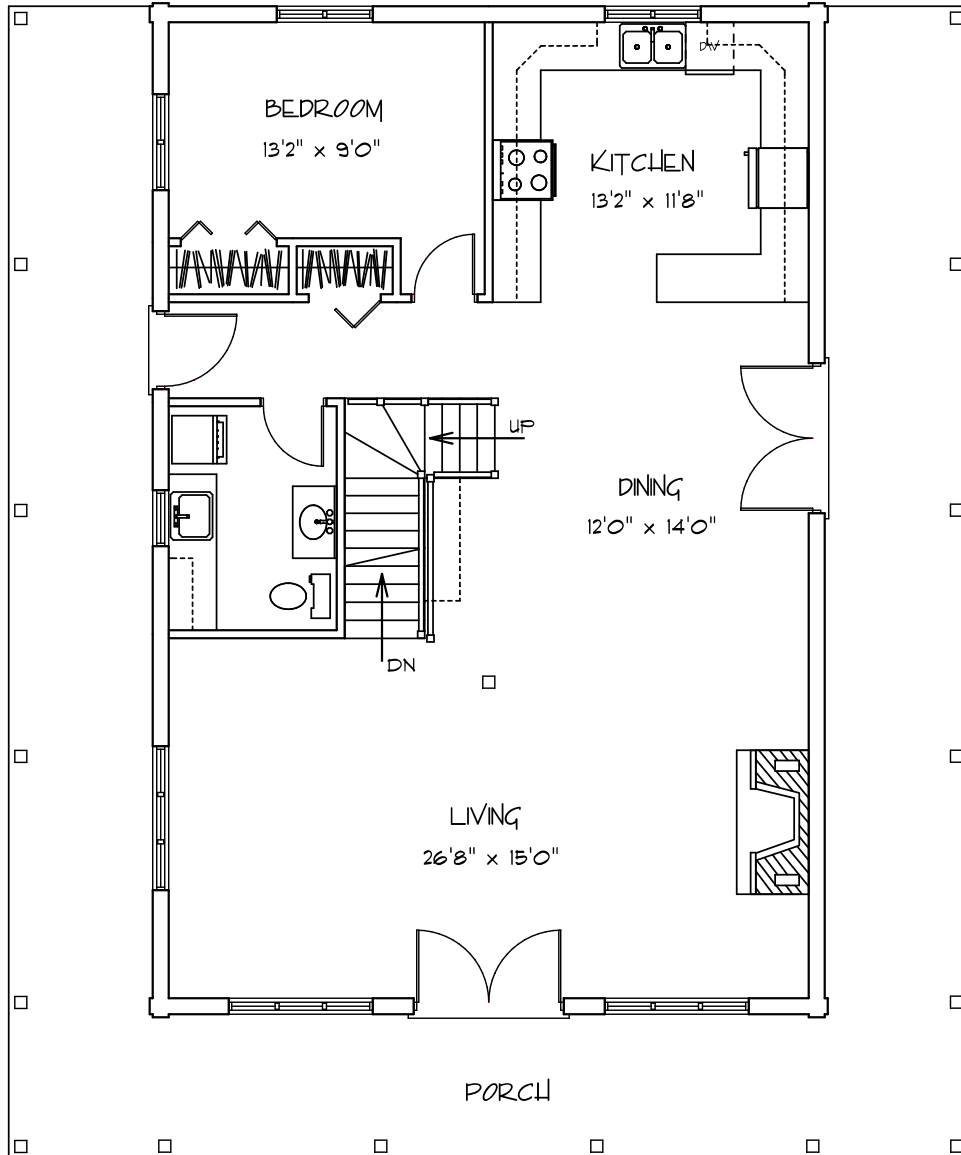 DW
BEDROOM
13'2" x 9'0"
KITCHEN
13'2" x 11'8"
UP
DINING
12'0" x 14'0"
DN
LIVING
26'8" x 15'0"
PORCH